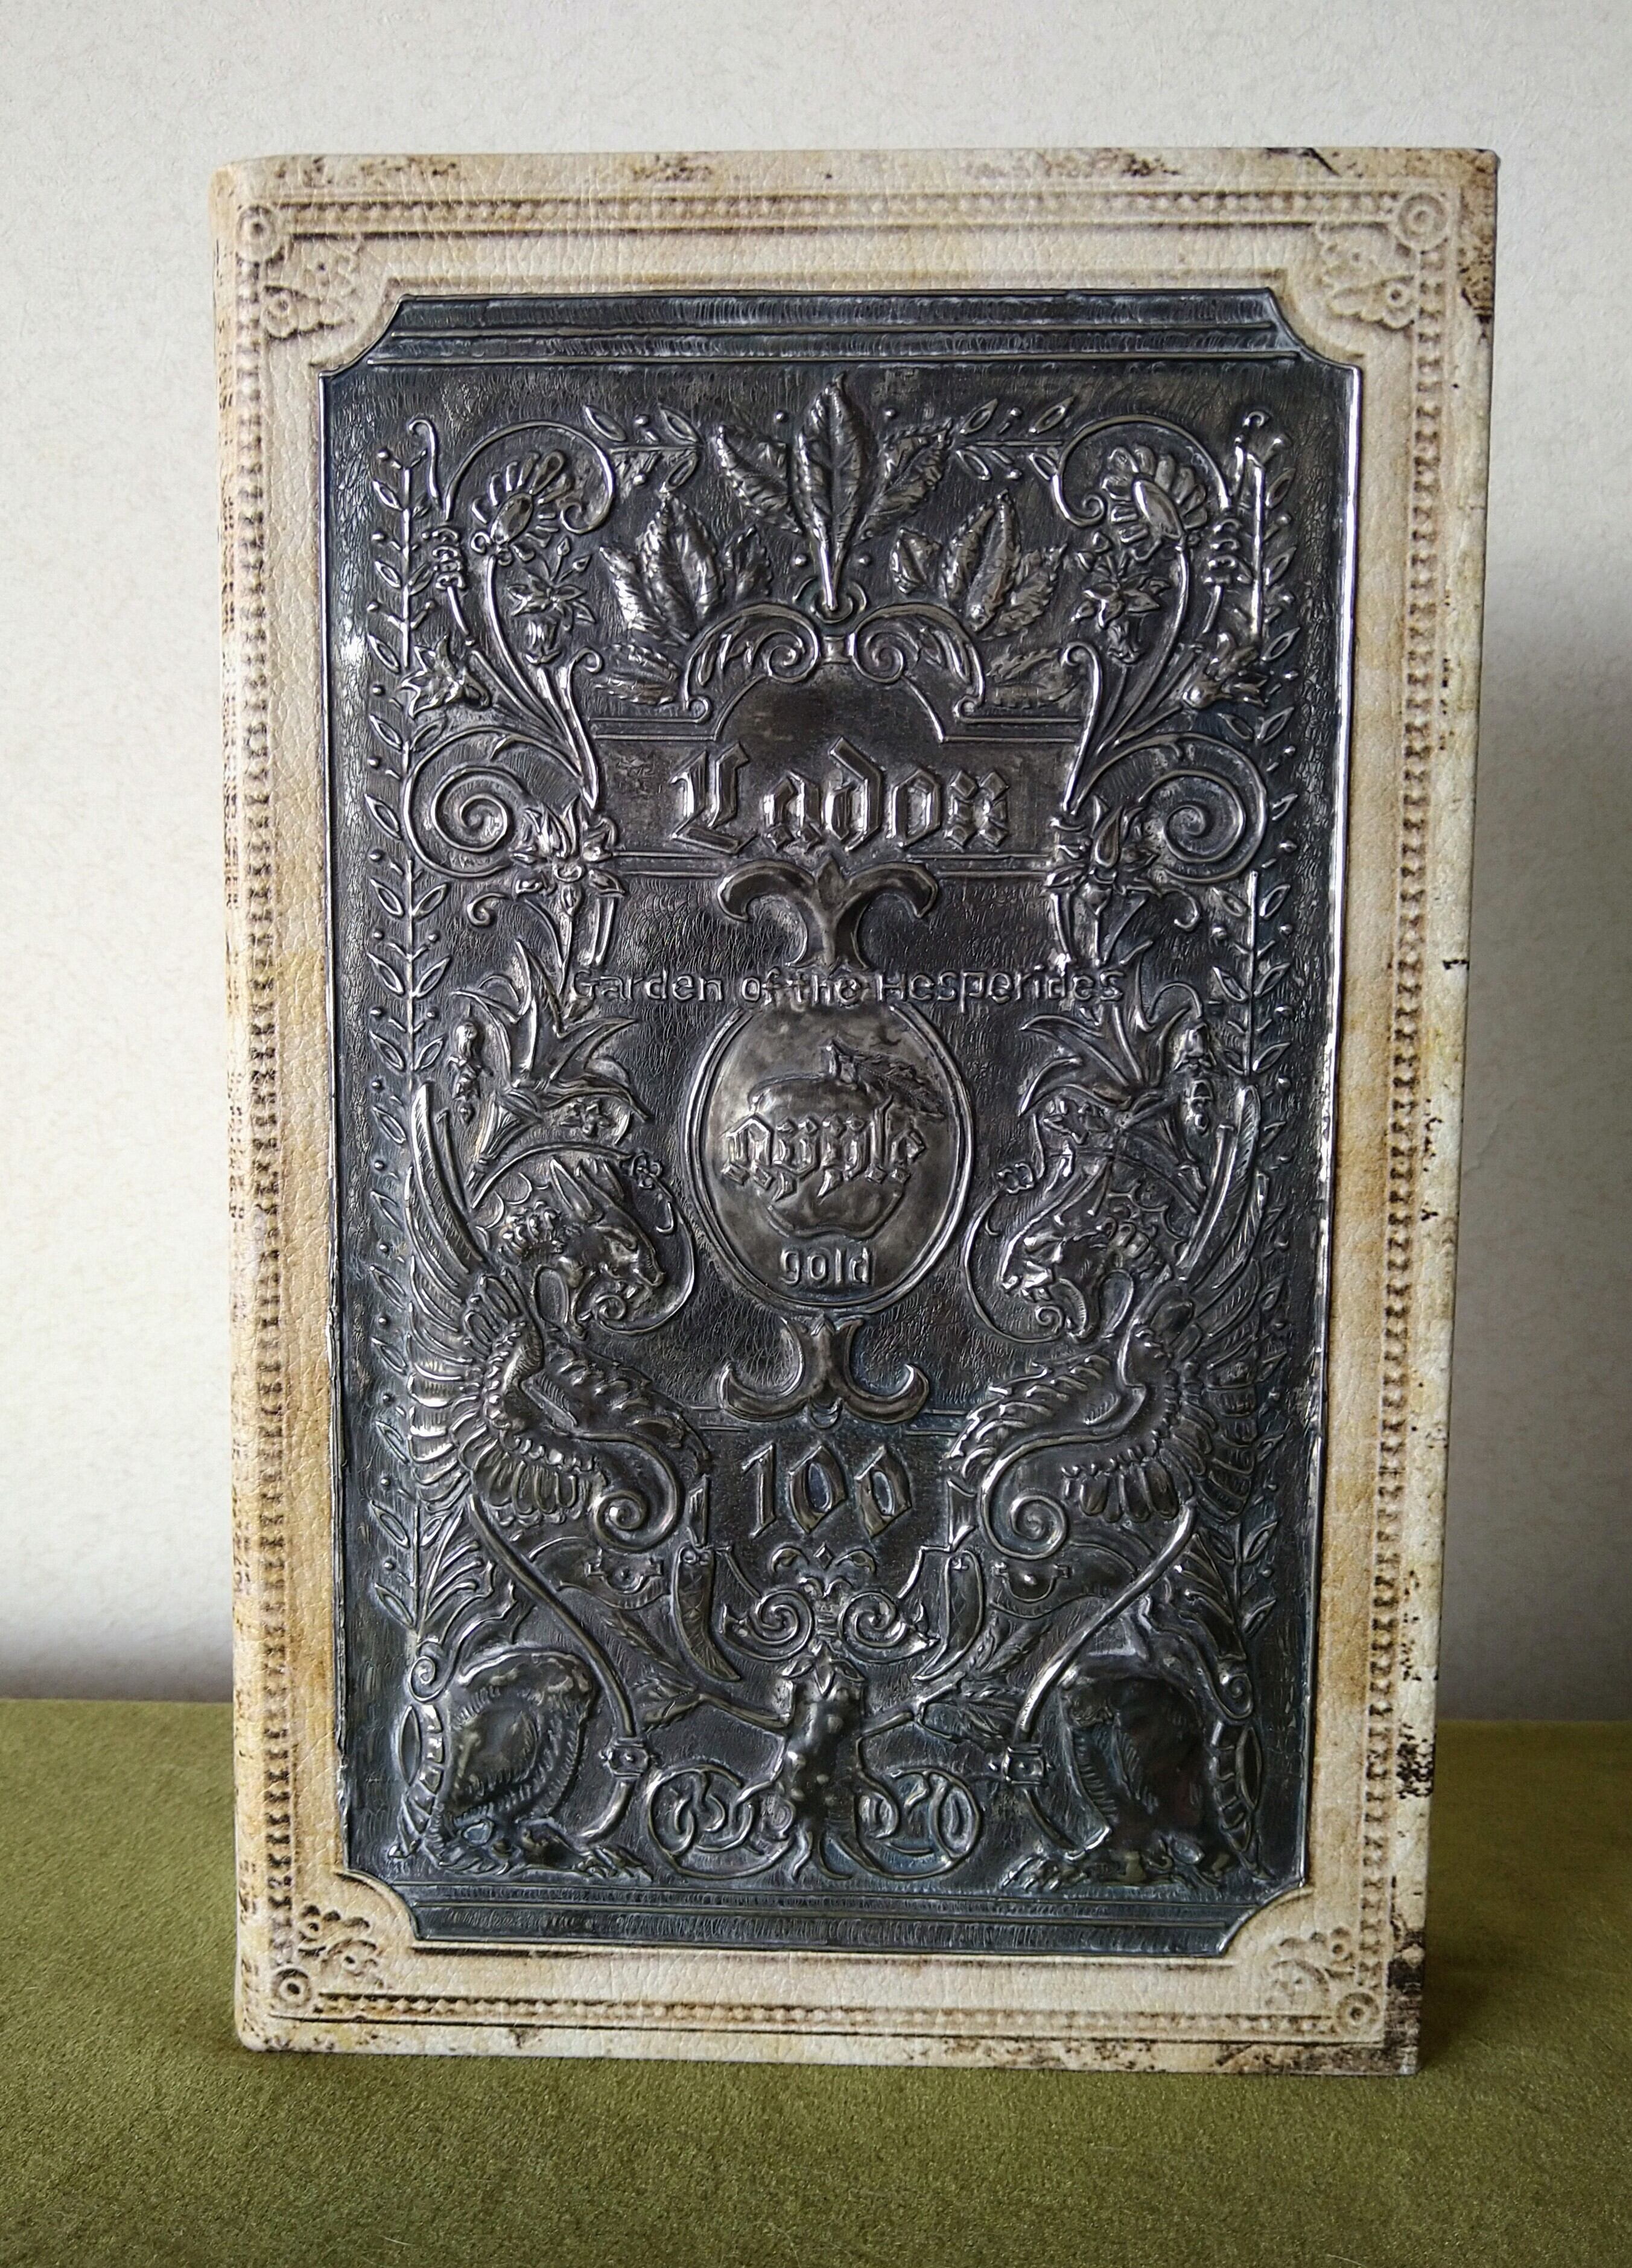 Ladon
Garden of the Hesperides
apple
gold
100